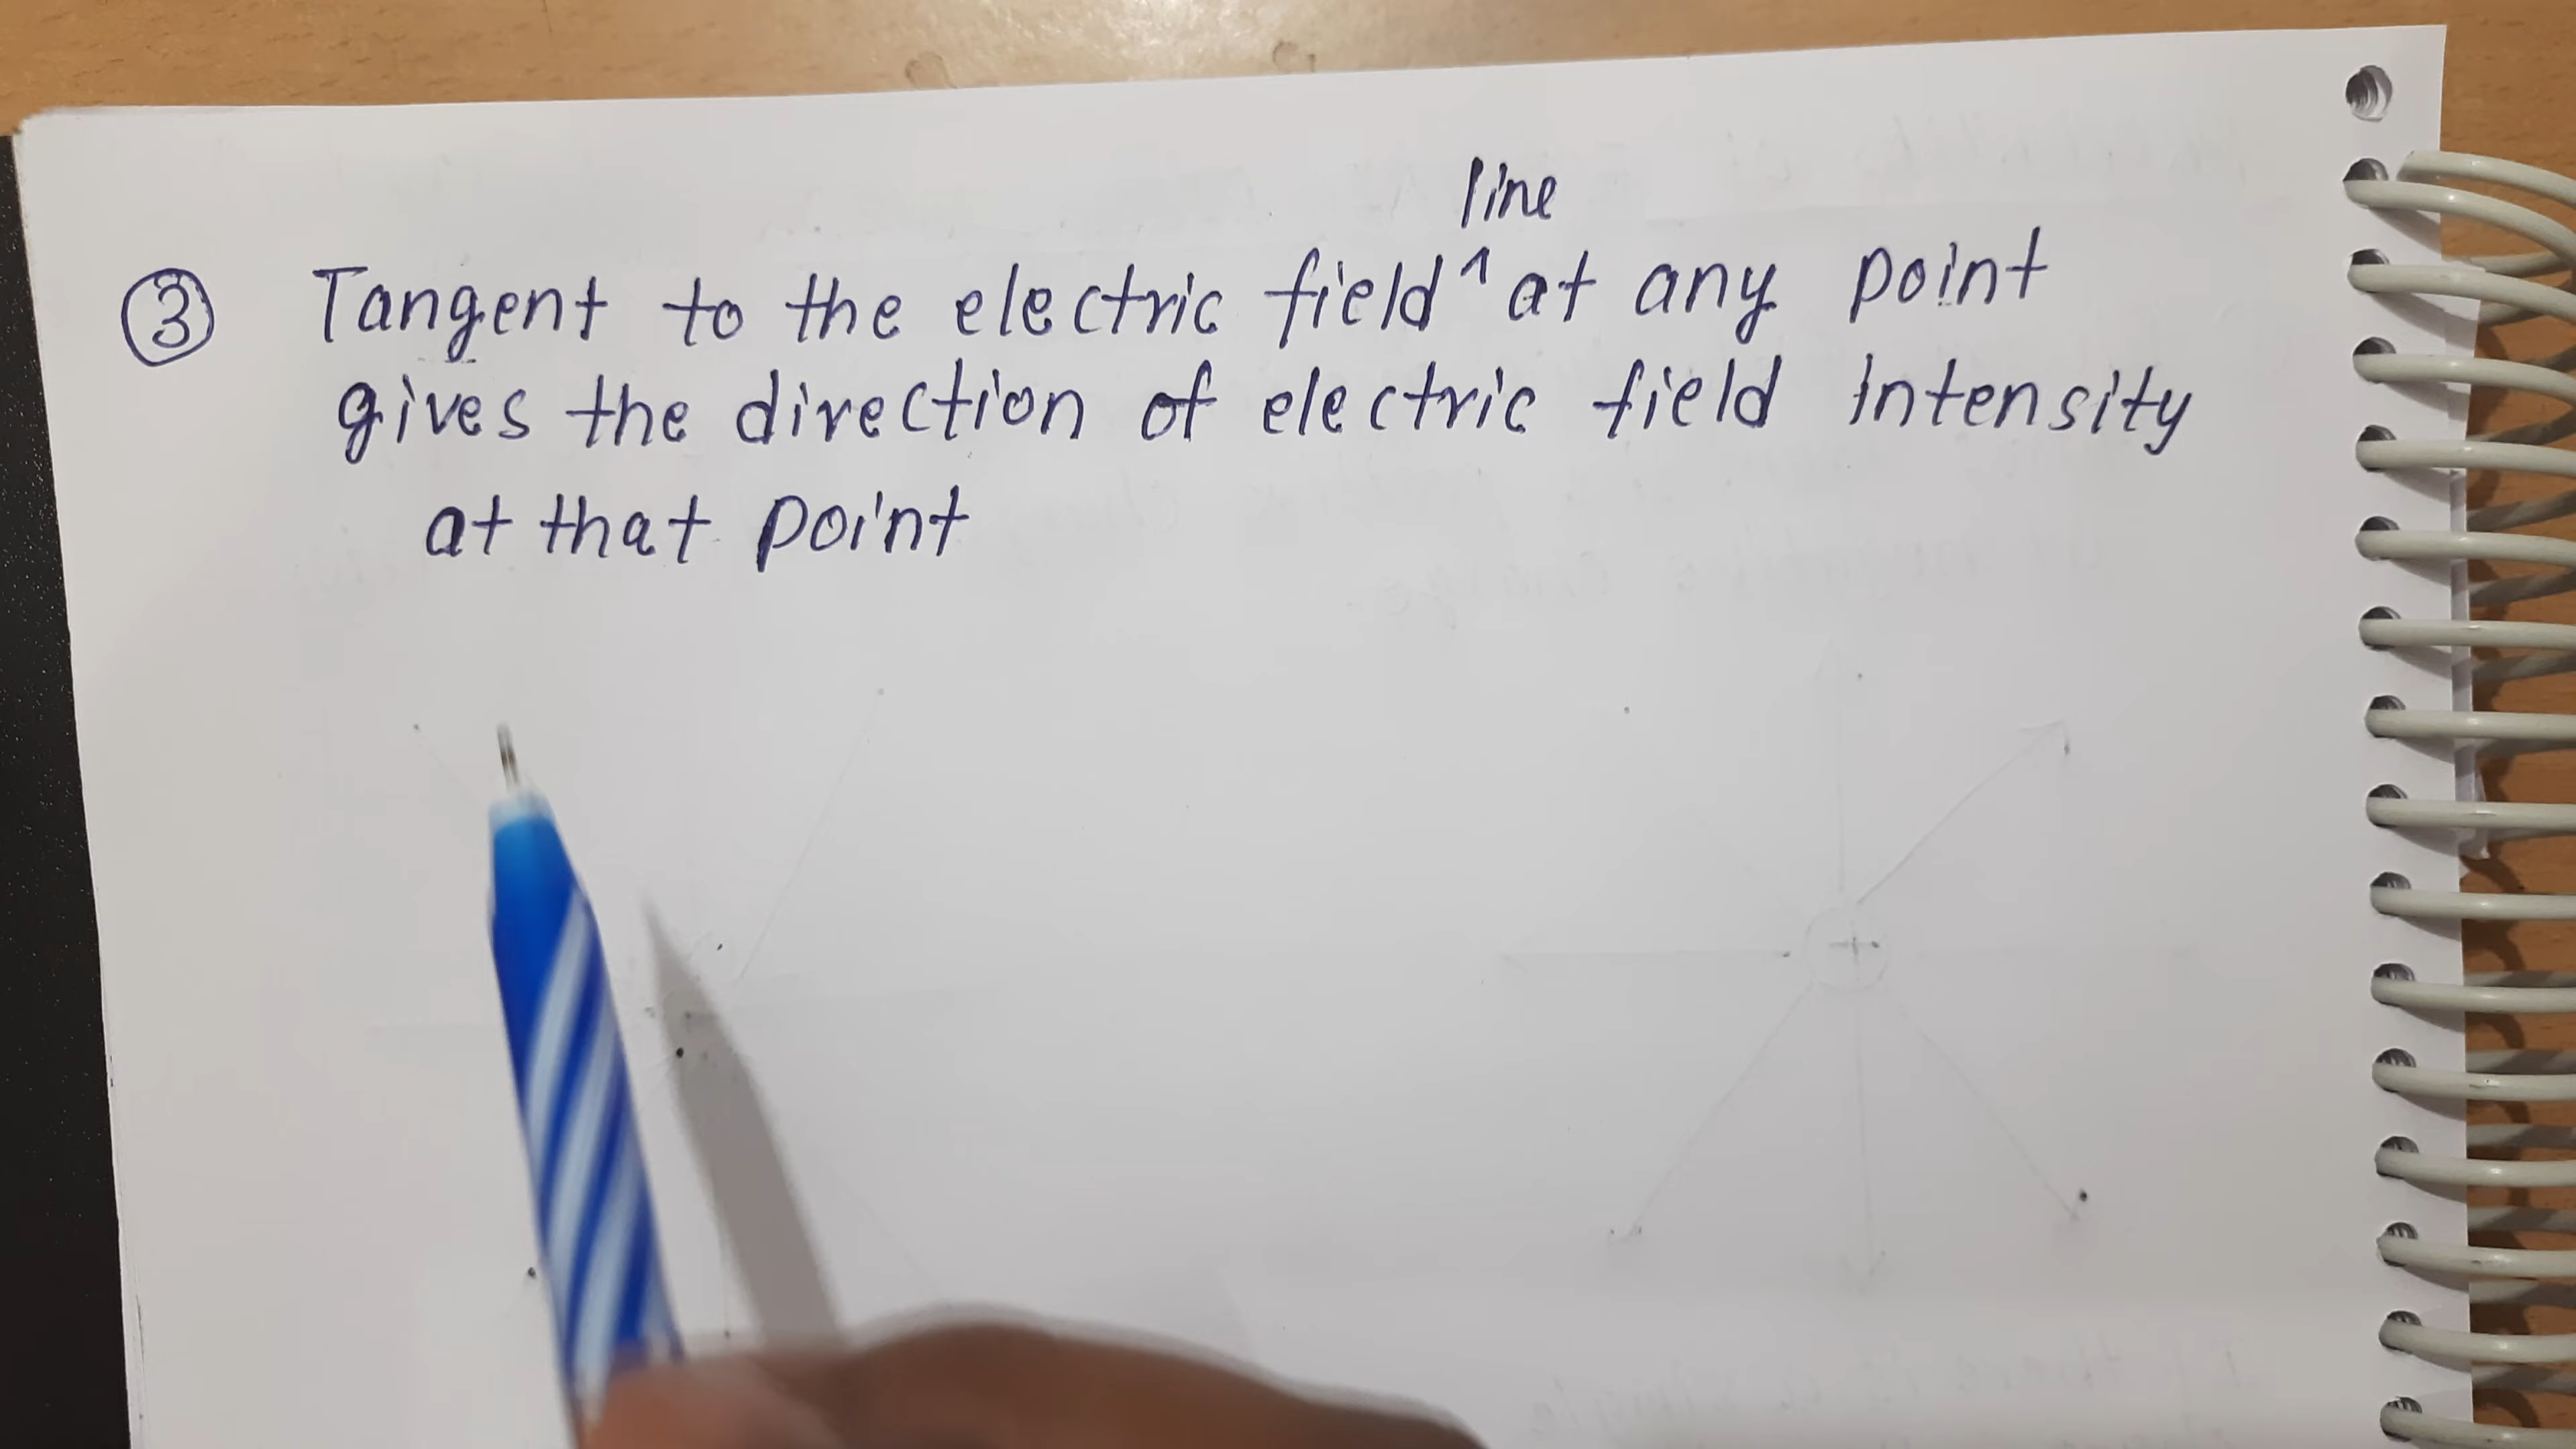 ③ Tangent to the electric field ^line at any point
gives the direction of electric field intensity
at that point